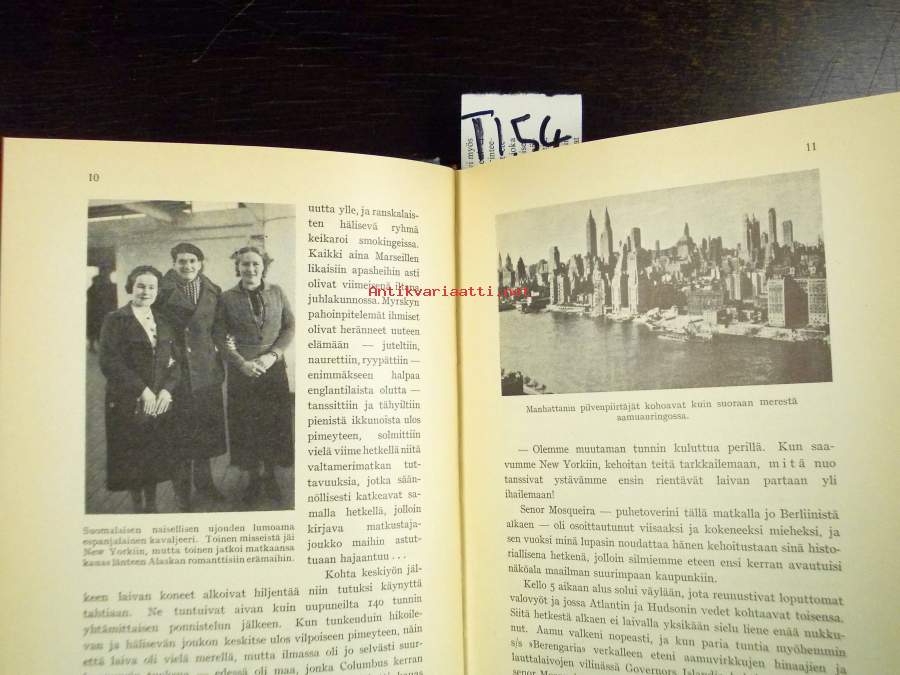 T154
10
uutta ylle, ja ranskalais-
ten hälisevä ryhmä
keikaroi smokingeissa.
Kaikki aina Marseillen
likaisiin apasheihin asti
olivat viimeisenä iltana
juhlakunnossa. Myrskyn
pahoinpitelemät ihmiset
olivat heränneet uuteen
elämään — juteltiin,
naurettiin, ryypättiin —
enimmäkseen halpaa
englantilaista olutta —
tanssittiin ja tähyiltiin
pienistä ikkunoista ulos
pimeyteen, solmittiin
vielä viime hetkellä niitä
valtamerimatkan tut-
tavuuksia, jotka sään-
nöllisesti katkeavat sa-
malla hetkellä, jolloin
kirjava matkustaja-
joukko maihin astut-
tuaan hajaantuu . . .
Suomalaisen naisellisen ujouden lumoama
espanjalainen kavaljeeri. Toinen misseistä jäi
New Yorkiin, mutta toinen jatkoi matkaansa
kauas länteen Alaskan romanttisiin erämaihin.
Kohta keskiyön jäl-
keen laivan koneet alkoivat hiljentää niin tutuksi käynyttä
tahtiaan. Ne tuntuivat aivan kuin uupuneilta 140 tunnin
yhtämittaisen ponnistelun jälkeen. Kun tunkeuduin hikoile-
van ja hälisevän joukon keskitse ulos vilpoiseen pimeyteen, näin
että laiva oli vielä merellä, mutta ilmassa oli jo selvästi suur-
edessä oli maa, jonka Columbus kerran
11
Antikvariaatti.net
Manhattanin pilvenpiirtäjät kohoavat kuin suoraan merestä
aamuauringossa.
— Olemme muutaman tunnin kuluttua perillä. Kun saa-
vumme New Yorkiin, kehoitan teitä tarkkailemaan, mitä nuo
tanssivat ystävämme ensin rientävät laivan partaan yli
ihailemaan!
Senor Mosqueira — puhetoverini tällä matkalla jo Berliinistä
alkaen — oli osoittautunut viisaaksi ja kokeneeksi mieheksi, ja
sen vuoksi minä lupasin noudattaa hänen kehoitustaan sinä histo-
riallisena hetkenä, jolloin silmiemme eteen ensi kerran avautuisi
näköala maailman suurimpaan kaupunkiin.
Kello 5 aikaan alus solui väylään, jota reunustivat loputtomat
valovyöt ja jossa Atlantin ja Hudsonin vedet kohtaavat toisensa.
Siitä hetkestä alkaen ei laivalla yksikään sielu liene enää nukku-
nut. Aamu valkeni nopeasti, ja kun paria tuntia myöhemmin
s/s »Berengaria» verkalleen eteni aamuvirkkujen hinaajien ja
lauttalaivojen vilinässä Governors